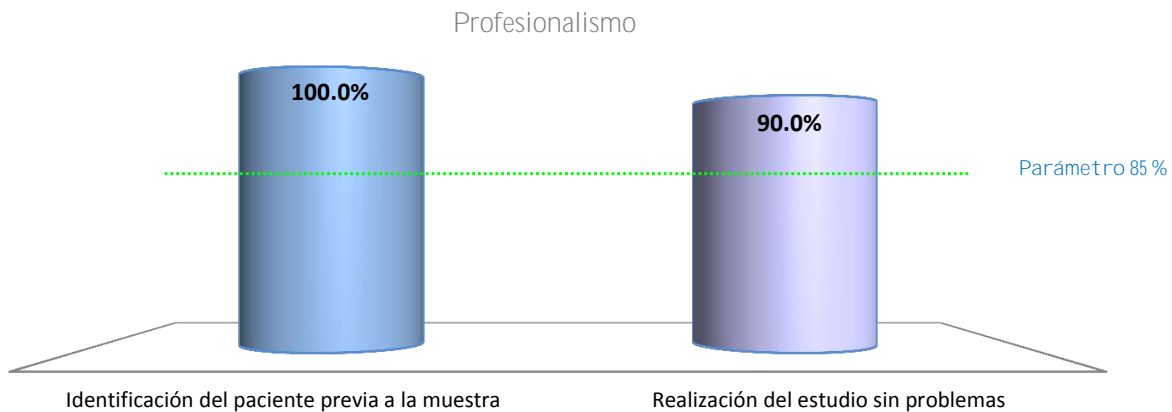 Profesionalismo
100.0%
90.0%
Parámetro 85 %
Identificación del paciente previa a la muestra
Realización del estudio sin problemas